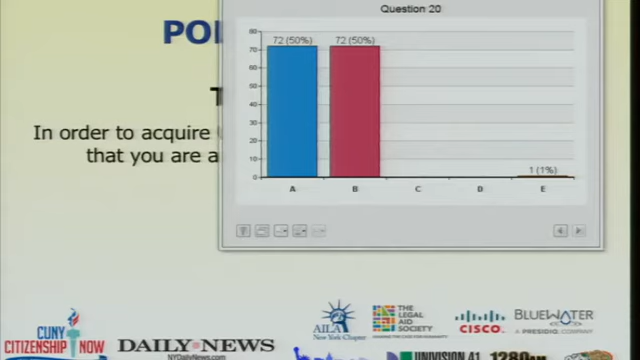 Question 20
POL
80
70
60
50
40
30
20
10
0
72 (50%)
72 (50%)
1 (1%)
A
B
C
D
E
T
In order to acquire
that you are a
CUNY
CITIZENSHIP NOW
DAILY NEWS
NYDailyNews.com
AILA
New York Chapter
THE
LEGAL
AID
SOCIETY
CISCO
BLUEWATER
A PRESIDIO COMPANY
UNIVISION 41
1280